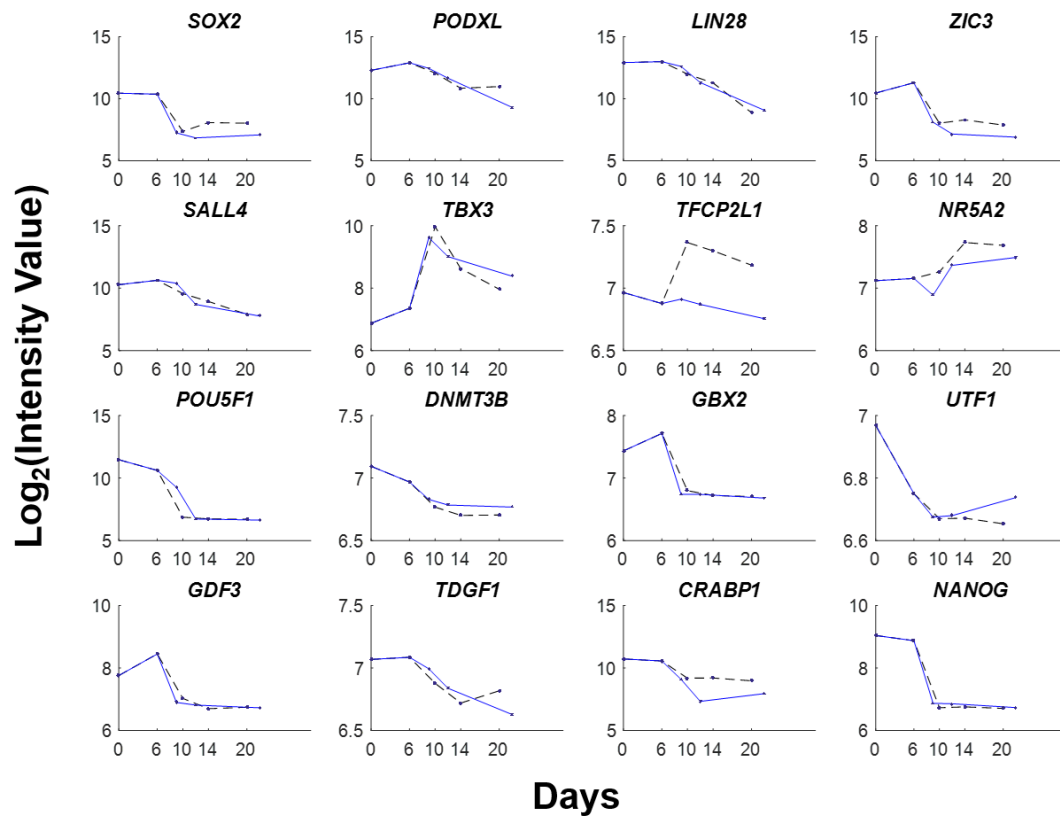 SOX2 PODXL LIN28 ZIC3
15 15 15 15
10 10 10 10
5 5 5 5
0 6 10 14 20 0 6 10 14 20 0 6 10 14 20 0 6 10 14 20
SALL4 TBX3 TFCP2L1 NR5A2
15 10 7.5 8
10 8 7 7
5 6 6.5 6
0 6 10 14 20 0 6 10 14 20 0 6 10 14 20 0 6 10 14 20
POU5F1 DNMT3B GBX2 UTF1
15 7.5 8 7
10 7 7 6.8
5 6.5 6 6.6
0 6 10 14 20 0 6 10 14 20 0 6 10 14 20 0 6 10 14 20
GDF3 TDGF1 CRABP1 NANOG
10 7.5 15 10
8 7 10 8
6 6.5 5 6
0 6 10 14 20 0 6 10 14 20 0 6 10 14 20 0 6 10 14 20
Log₂(Intensity Value)
Days